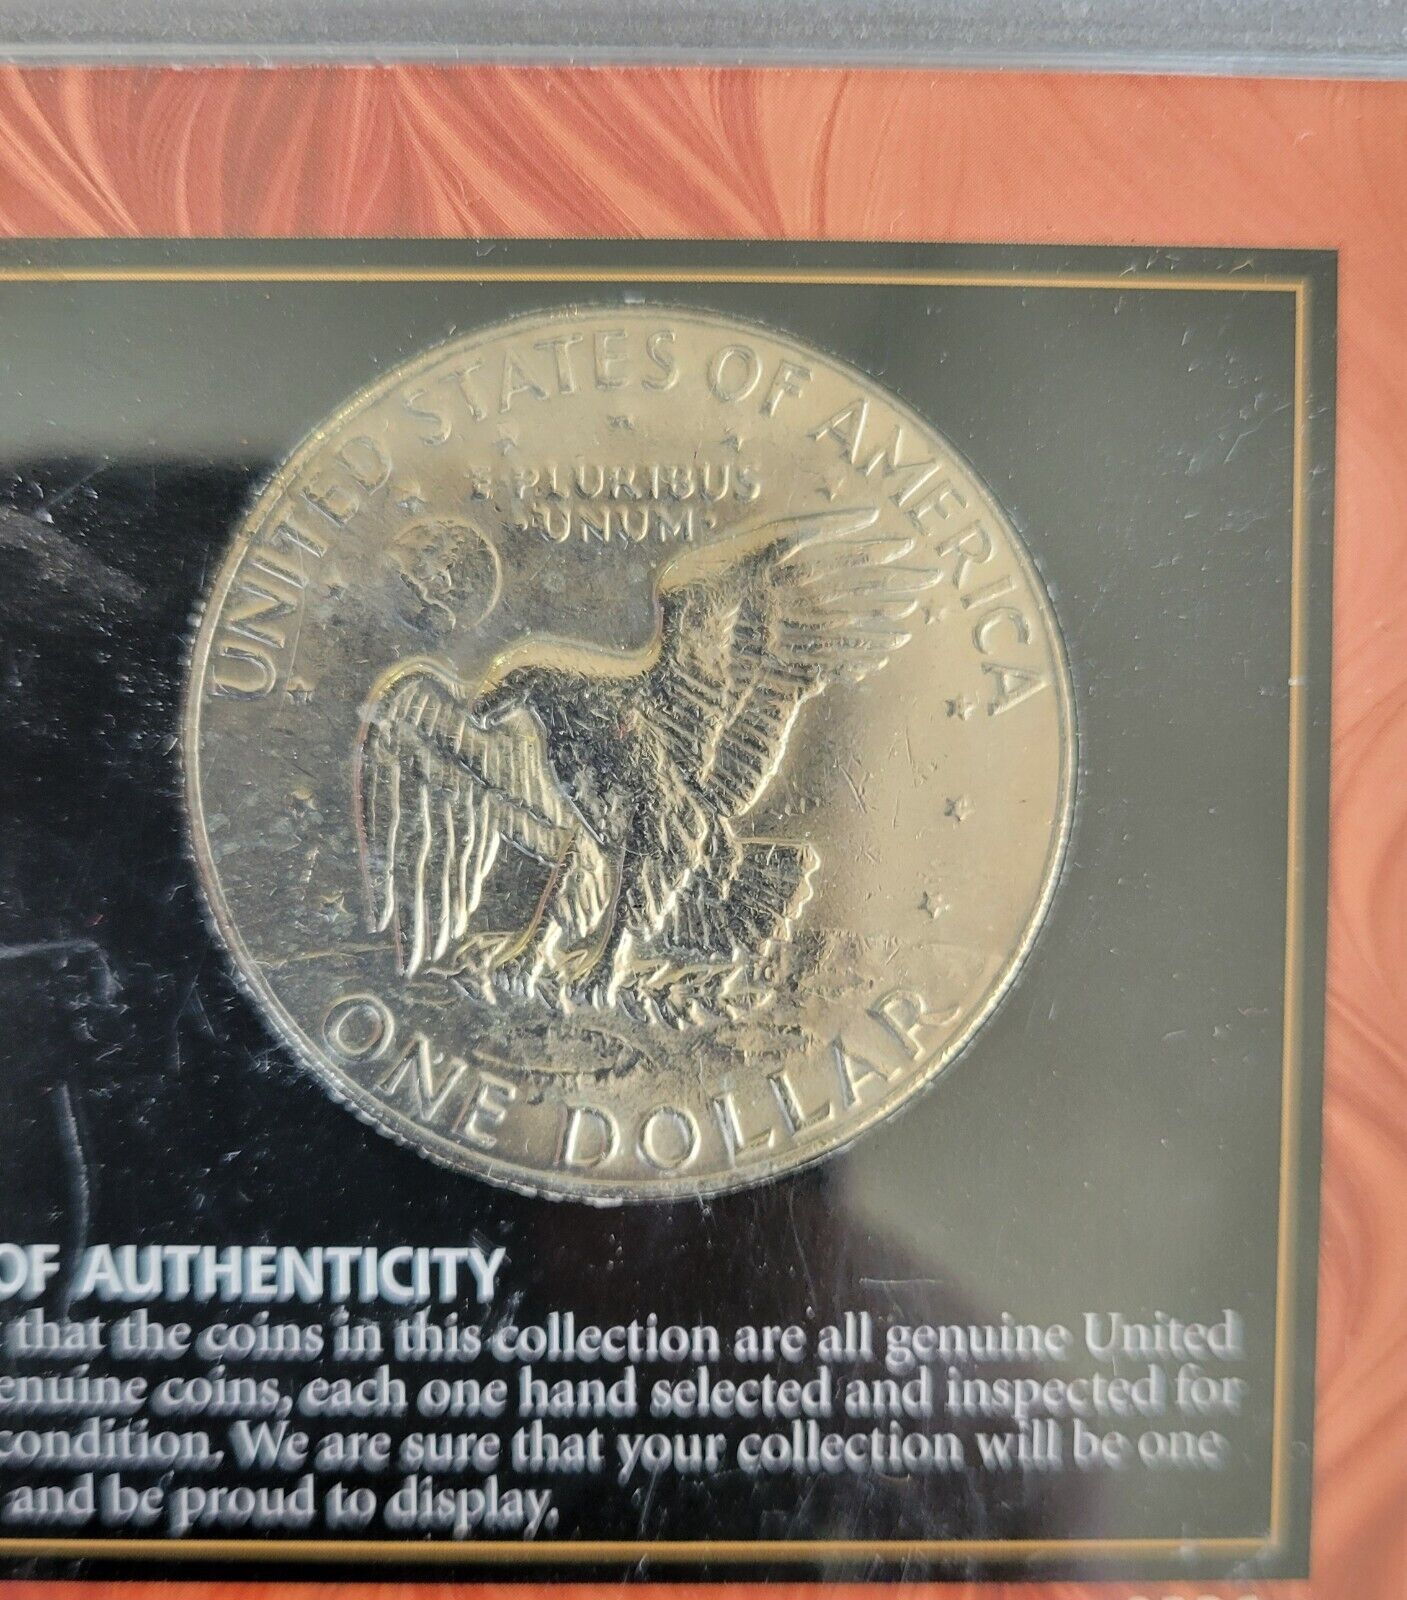 UNITED STATES OF AMERICA
E PLURIBUS
·UNUM·
ONE DOLLAR
OF AUTHENTICITY
that the coins in this collection are all genuine United
enuine coins, each one hand selected and inspected for
condition. We are sure that your collection will be one
and be proud to display.